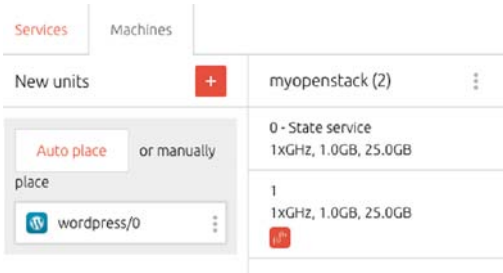 Services
Machines
New units
+
myopenstack (2)
Auto place
or manually
place
wordpress/0
0 - State service
1xGHz, 1.0GB, 25.0GB
1
1xGHz, 1.0GB, 25.0GB